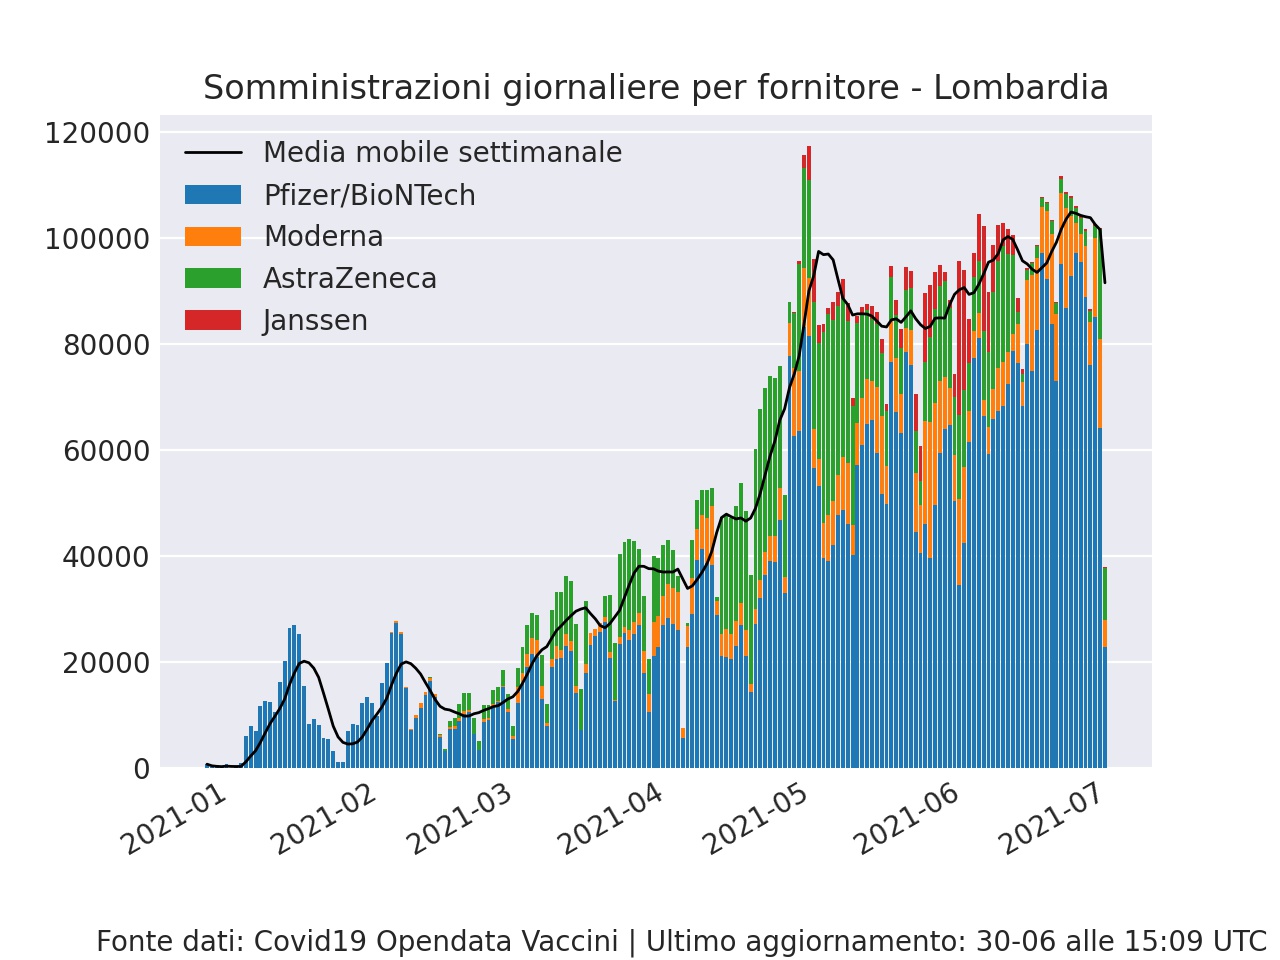 Somministrazioni giornaliere per fornitore - Lombardia
120000
100000
80000
60000
40000
20000
0
Media mobile settimanale
Pfizer/BioNTech
Moderna
AstraZeneca
Janssen
2021-01
2021-02
2021-03
2021-04
2021-05
2021-06
2021-07
Fonte dati: Covid19 Opendata Vaccini | Ultimo aggiornamento: 30-06 alle 15:09 UTC